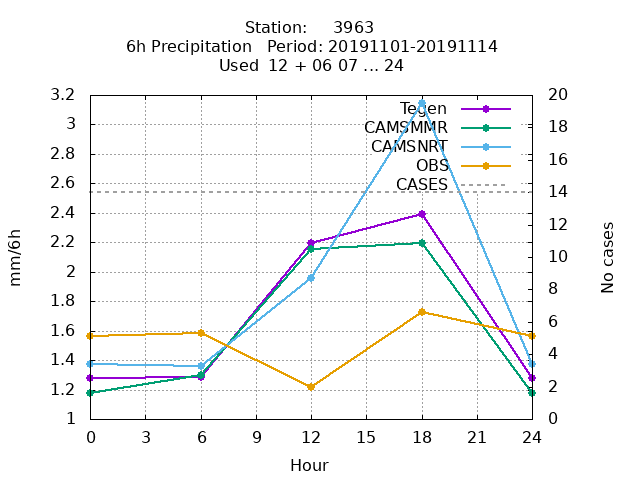 Station: 3963
6h Precipitation Period: 20191101-20191114
Used 12 + 06 07 ... 24
3.2
3
2.8
2.6
2.4
2.2
2
1.8
1.6
1.4
1.2
1
mm/6h
Tegen
CAMSMMR
CAMSNRT
OBS
CASES
20
18
16
14
12
10
8
6
4
2
0
No cases
0 3 6 9 12 15 18 21 24
Hour